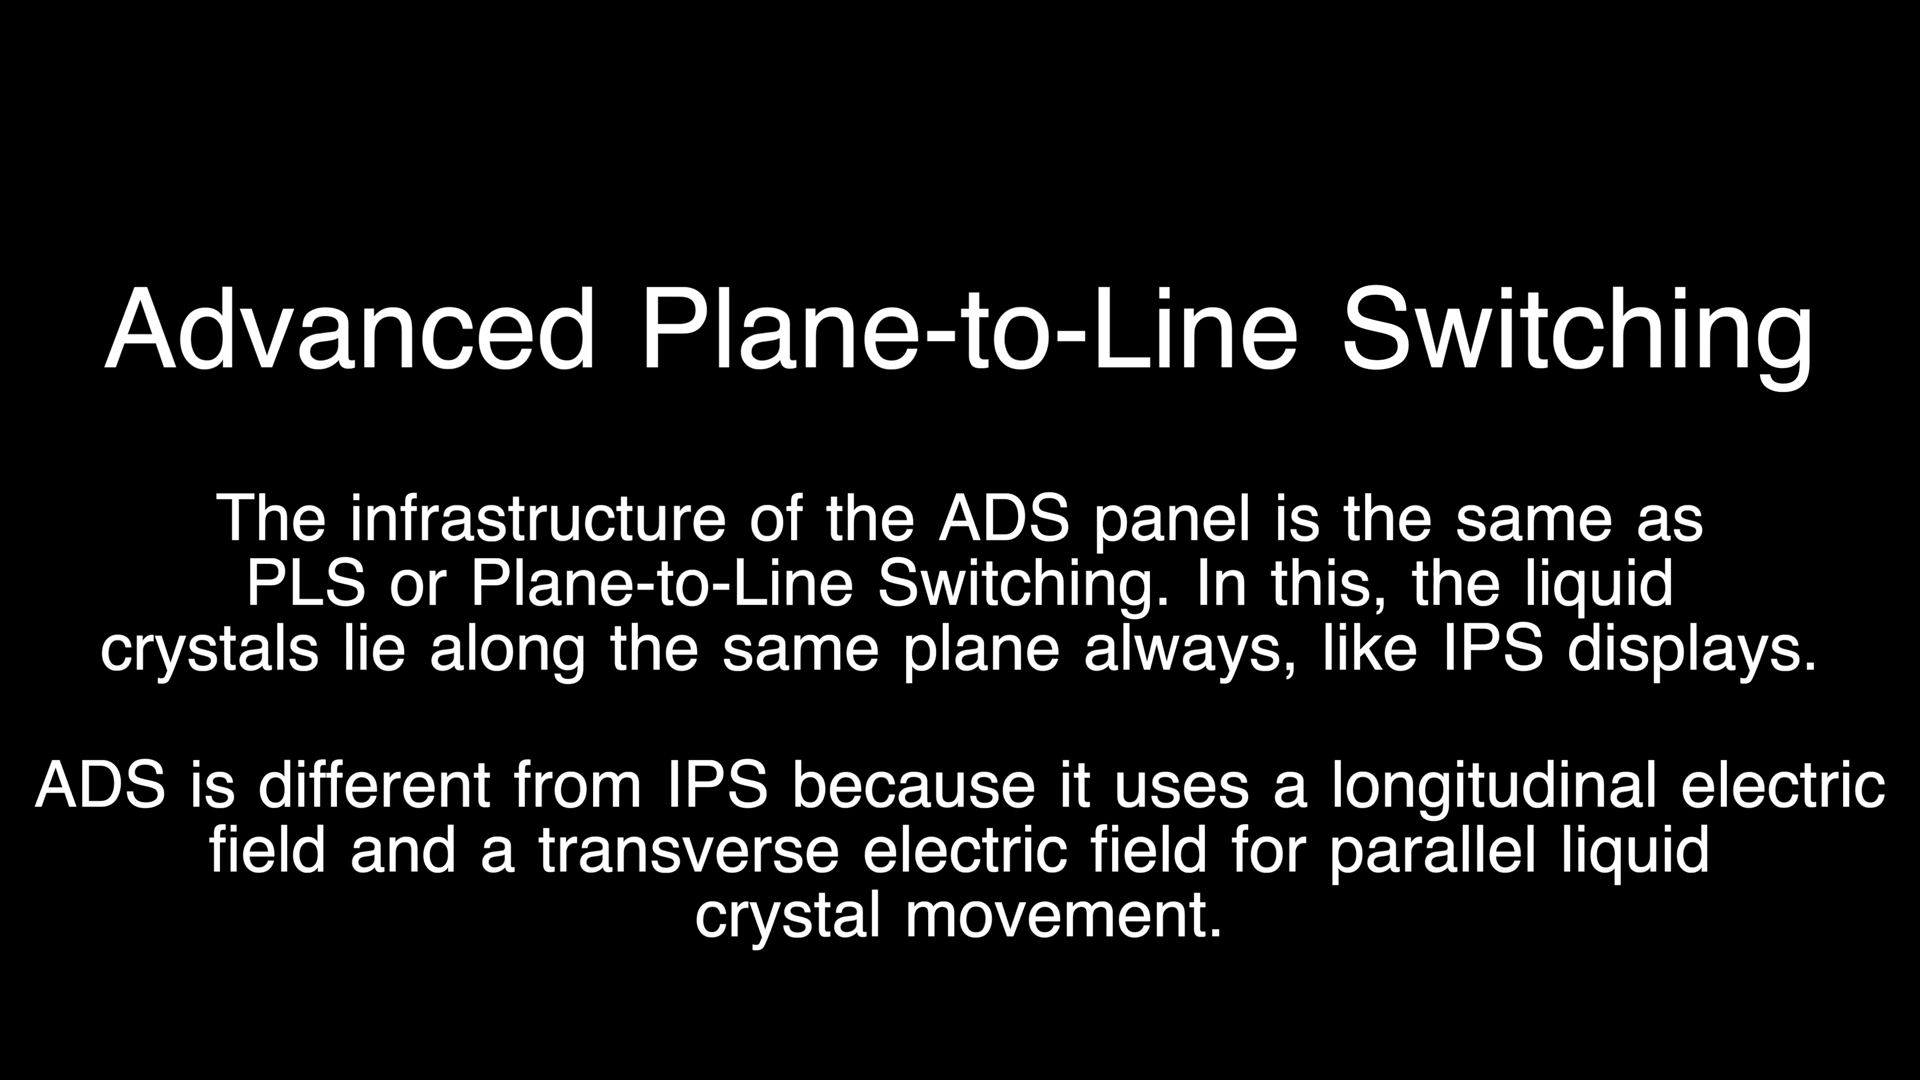 Advanced Plane-to-Line Switching
The infrastructure of the ADS panel is the same as
PLS or Plane-to-Line Switching. In this, the liquid
crystals lie along the same plane always, like IPS displays.
ADS is different from IPS because it uses a longitudinal electric
field and a transverse electric field for parallel liquid
crystal movement.